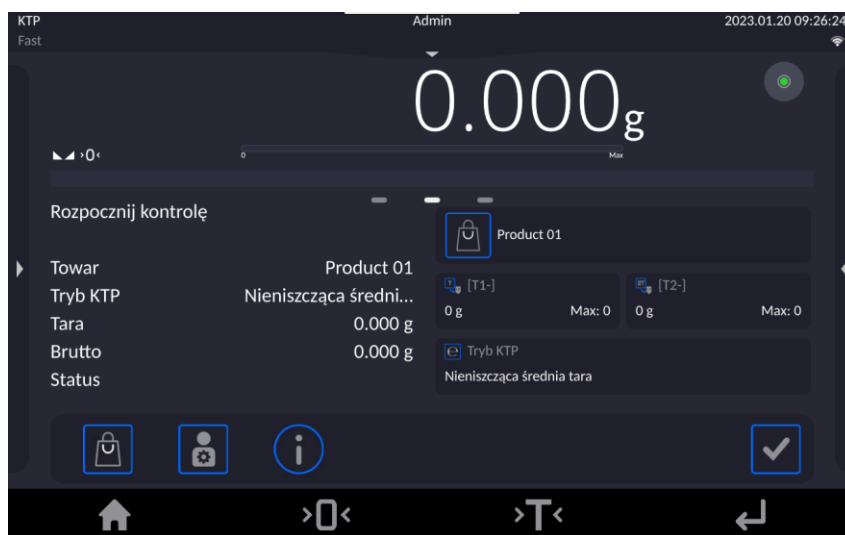 KTP
Admin
2023.01.20 09:26:24
Fast
0.000g
>0<
0
Max
Rozpocznij kontrolę
Towar Product 01
Tryb KTP Nieniszcząca średni...
Tara 0.000 g
Brutto 0.000 g
Status
Product 01
[T1-]
0 g Max: 0
[T2-]
0 g Max: 0
Tryb KTP
Nieniszcząca średnia tara
>0<
>T<